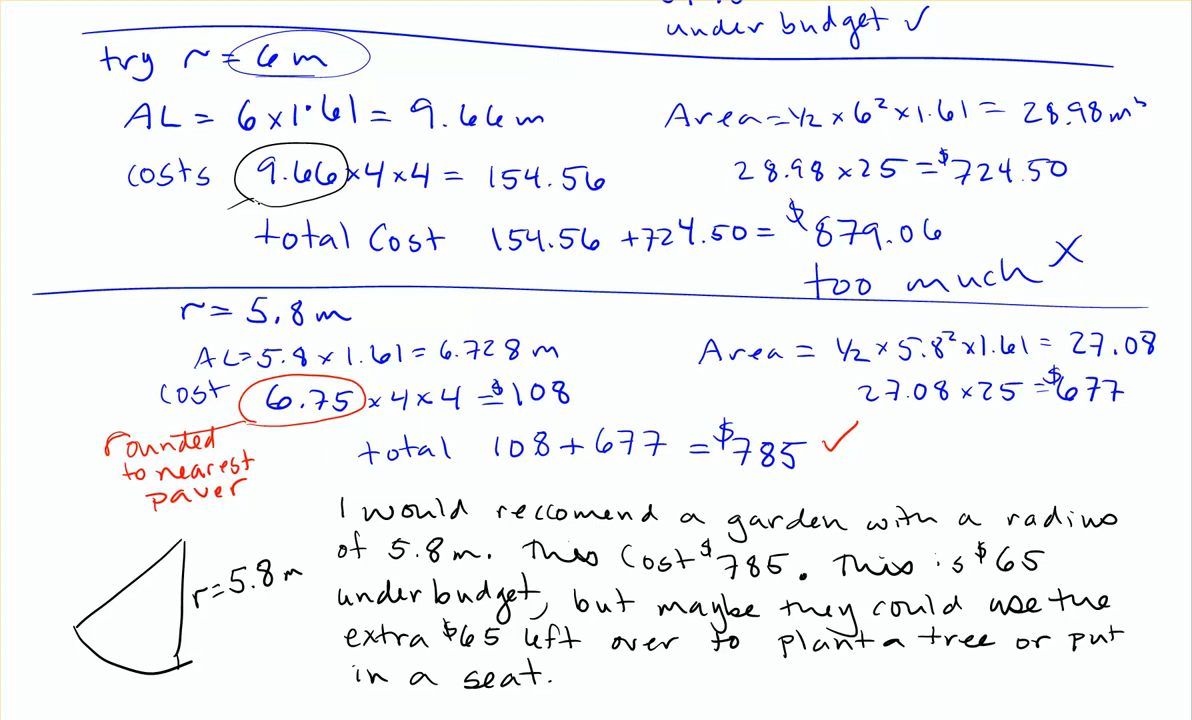 under budget ✓
try r = 6 m
AL = 6 x 1.61 = 9.66 m
Area = 1/2 x 6² x 1.61 = 28.98 m²
costs 9.66 x 4 x 4 = 154.56
28.98 x 25 = $724.50
total Cost 154.56 + 724.50 = $879.06
too much X
r = 5.8 m
AL = 5.8 x 1.61 = 6.728 m
Area = 1/2 x 5.8² x 1.61 = 27.08
cost 6.75 x 4 x 4 = $108
27.08 x 25 = $677
total 108 + 677 = $785 ✓
rounded
to nearest
paver
r = 5.8 m
I would reccomend a garden with a radius
of 5.8 m. This Cost $785. This is $65
under budget, but maybe they could use the
extra $65 left over to plant a tree or put
in a seat.